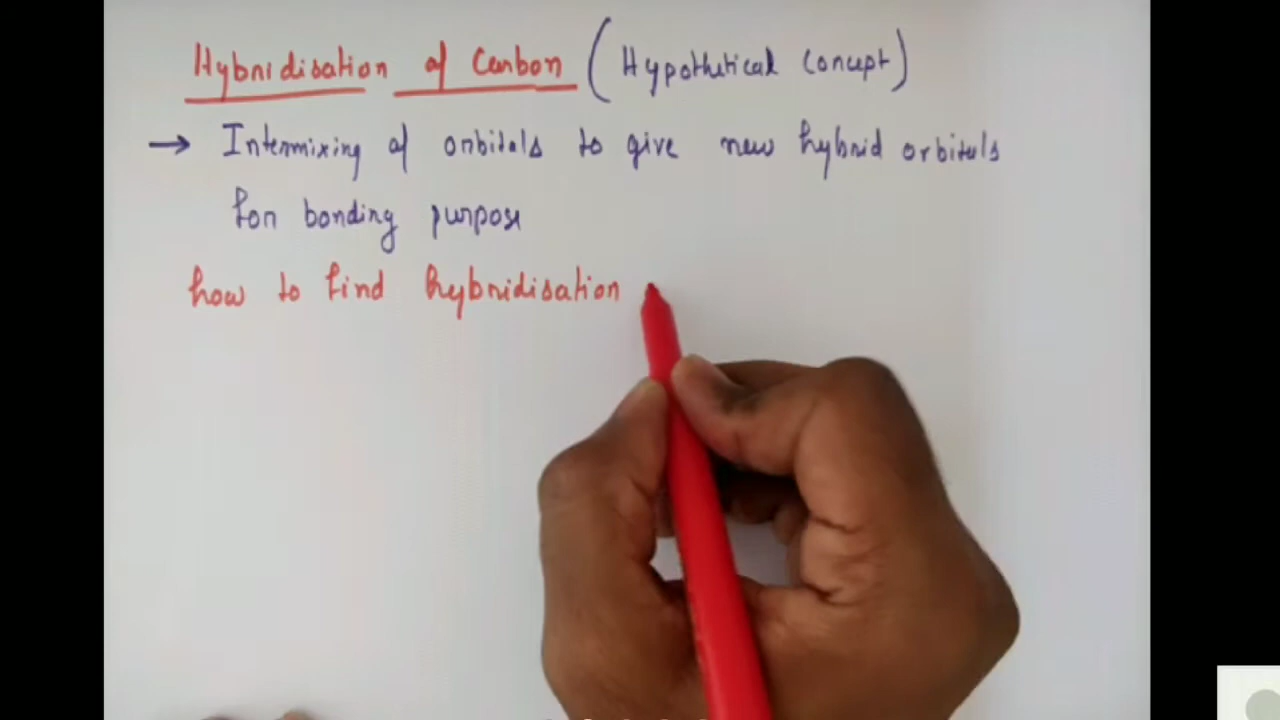 Hybridisation of Carbon (Hypothetical Concept)
→ Intermixing of orbitals to give new hybrid orbitals
for bonding purpose
how to find hybridisation